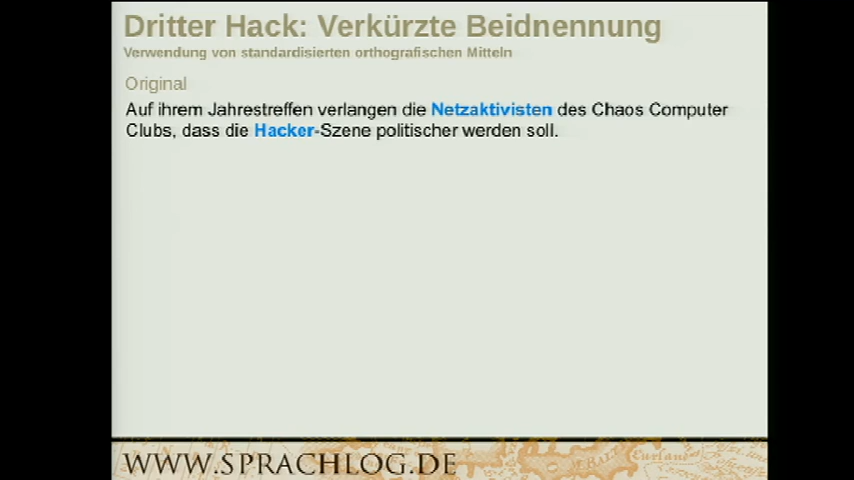 Dritter Hack: Verkürzte Beidnennung
Verwendung von standardisierten orthografischen Mitteln
Original
Auf ihrem Jahrestreffen verlangen die Netzaktivisten des Chaos Computer
Clubs, dass die Hacker-Szene politischer werden soll.
WWW.SPRACHLOG.DE